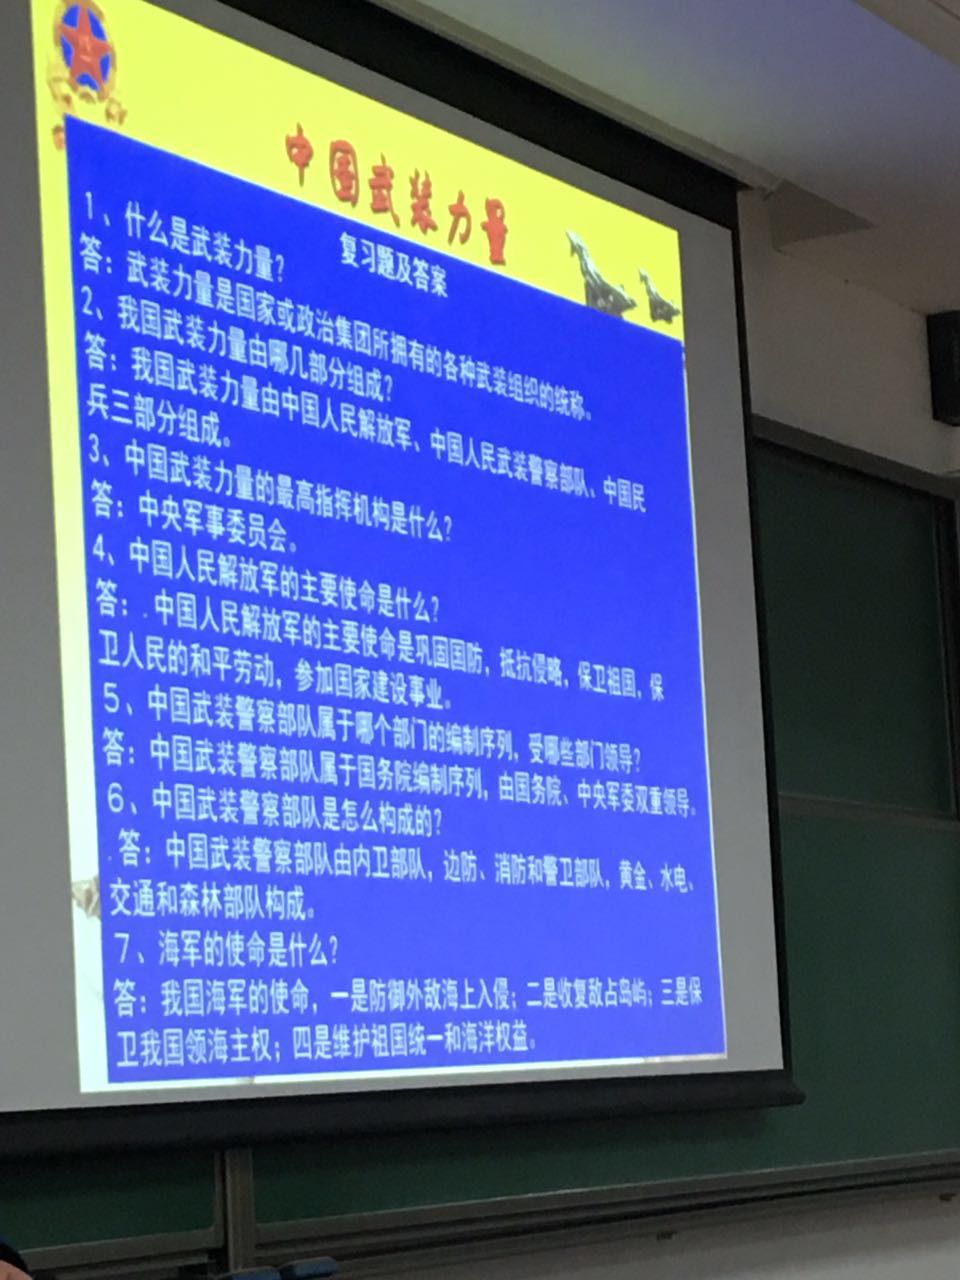 中国武装力量
复习题及答案
1、什么是武装力量?
答：武装力量是国家或政治集团所拥有的各种武装组织的统称。
2、我国武装力量由哪几部分组成?
答：我国武装力量由中国人民解放军、中国人民武装警察部队、中国民
兵三部分组成。
3、中国武装力量的最高指挥机构是什么?
答：中央军事委员会。
4、中国人民解放军的主要使命是什么?
答：.中国人民解放军的主要使命是巩固国防，抵抗侵略，保卫祖国，保
卫人民的和平劳动，参加国家建设事业。
5、中国武装警察部队属于哪个部门的编制序列，受哪些部门领导?
答：中国武装警察部队属于国务院编制序列，由国务院、中央军委双重领导。
6、中国武装警察部队是怎么构成的?
.答：中国武装警察部队由内卫部队，边防、消防和警卫部队，黄金、水电、
交通和森林部队构成。
7、海军的使命是什么?
答：我国海军的使命，一是防御外敌海上入侵；二是收复敌占岛屿；三是保
卫我国领海主权；四是维护祖国统一和海洋权益。